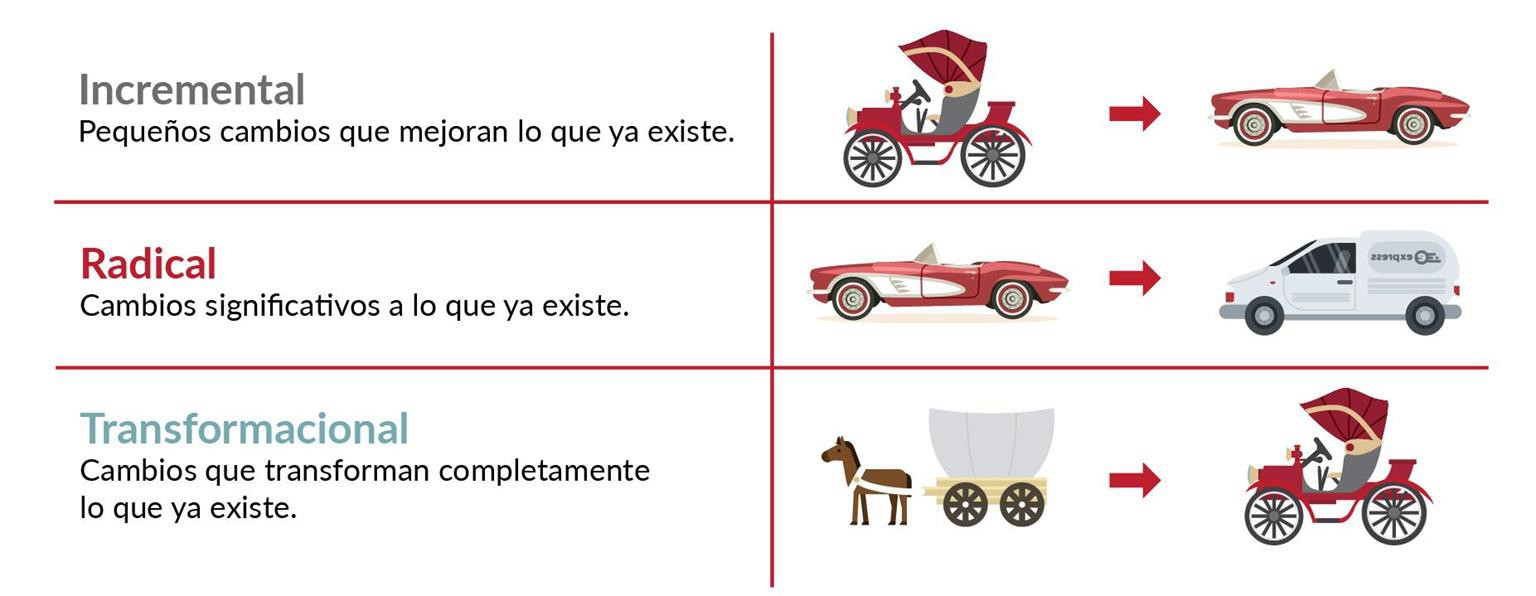 Incremental
Pequeños cambios que mejoran lo que ya existe.
Radical
Cambios significativos a lo que ya existe.
express
Transformacional
Cambios que transforman completamente
lo que ya existe.